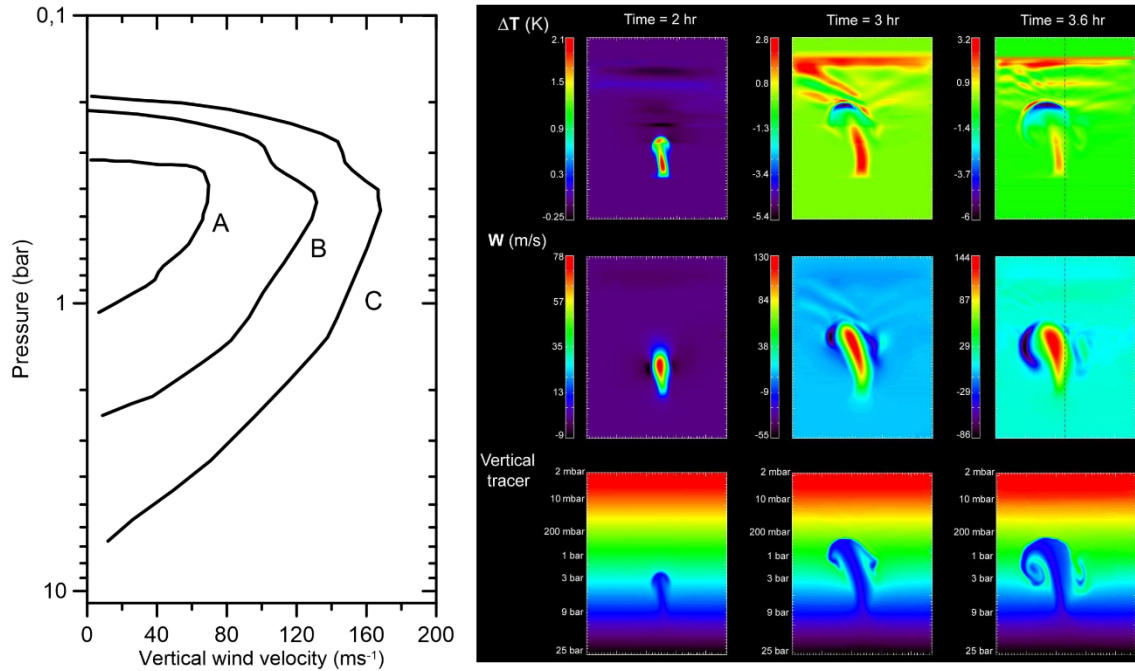 0,1
1
10
Pressure (bar)
A
B
C
0 40 80 120 160 200
Vertical wind velocity (ms⁻¹)
ΔT (K)
Time = 2 hr
Time = 3 hr
Time = 3.6 hr
2.1
1.5
0.9
0.3
-0.25
2.8
0.8
-1.3
-3.7
-5.4
3.2
0.9
-1.4
-3.7
-6
W (m/s)
78
57
35
13
-9
130
84
38
-8
-55
144
86
29
-29
-86
Vertical
tracer
2 mbar
10 mbar
200 mbar
1 bar
3 bar
9 bar
25 bar
2 mbar
10 mbar
200 mbar
1 bar
3 bar
9 bar
25 bar
2 mbar
10 mbar
200 mbar
1 bar
3 bar
9 bar
25 bar